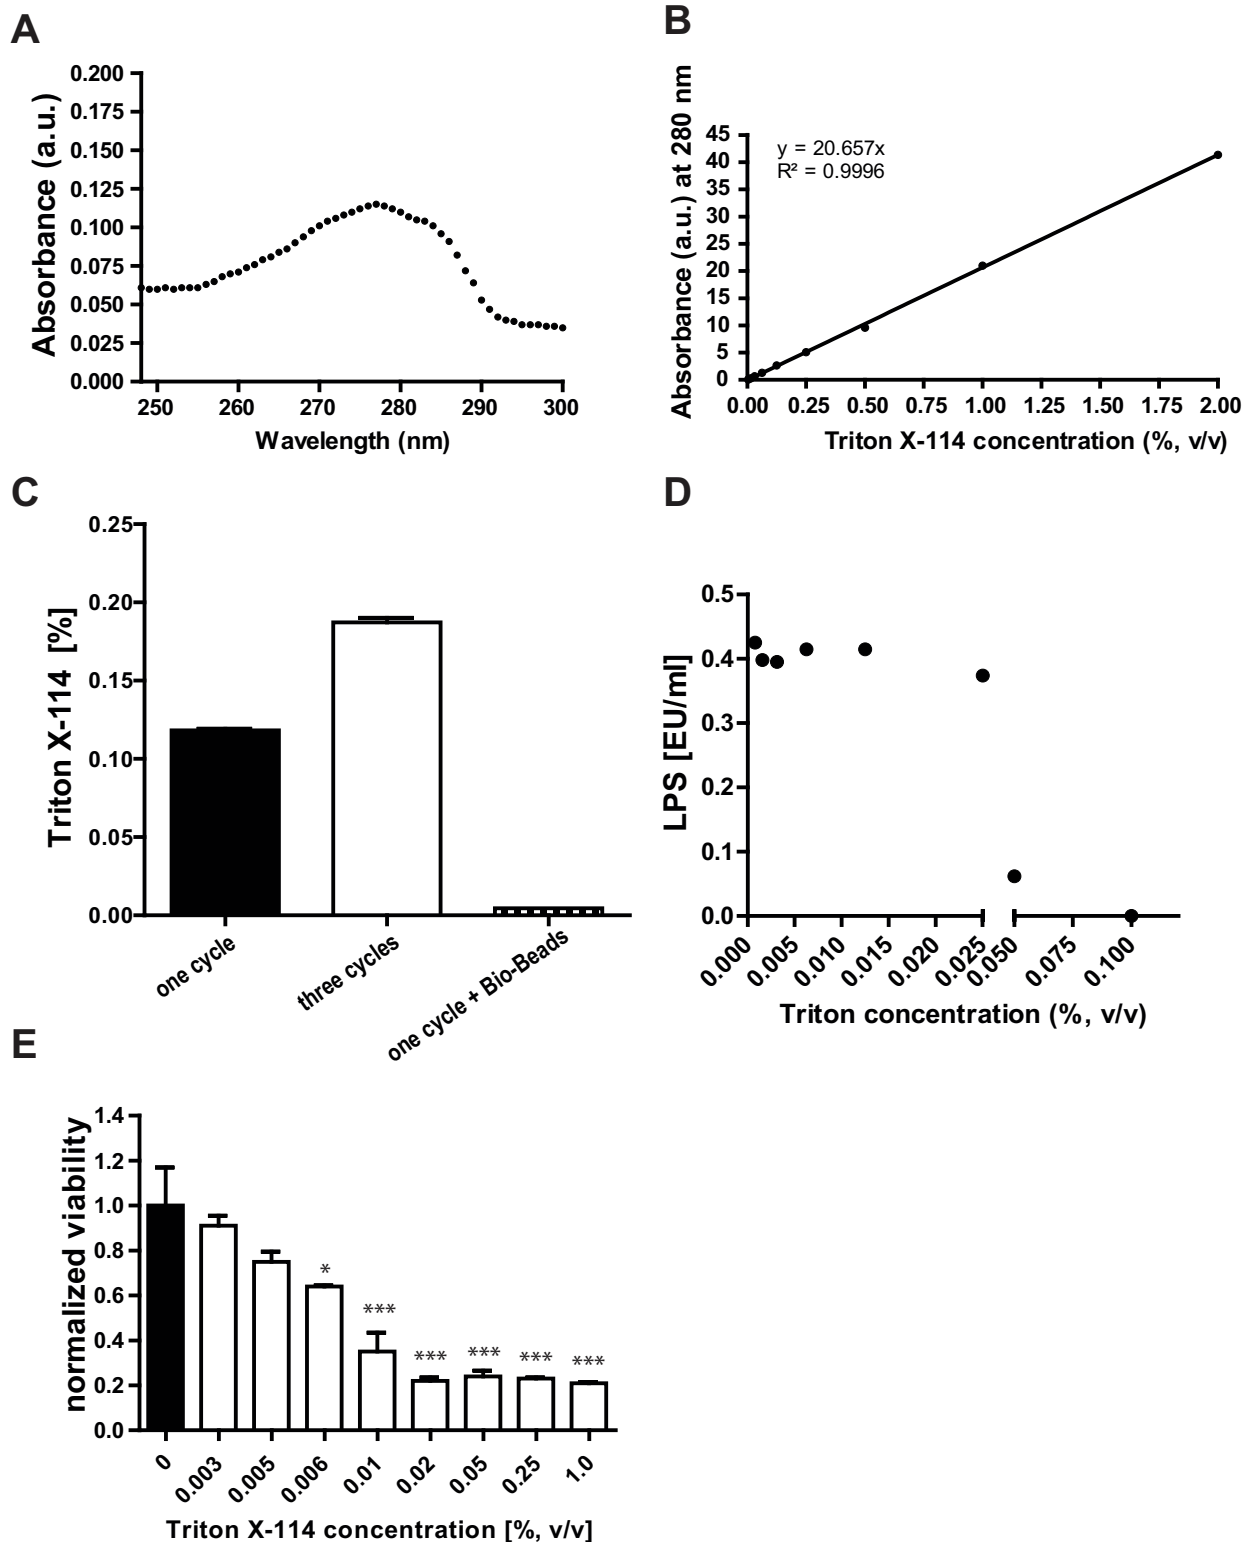 A
0.200
0.175
0.150
0.125
0.100
0.075
0.050
0.025
0.000
Absorbance (a.u.)
250 260 270 280 290 300
Wavelength (nm)
B
45
40
35
30
25
20
15
10
5
0
Absorbance (a.u.) at 280 nm
y = 20.657x
R² = 0.9996
0.00 0.25 0.50 0.75 1.00 1.25 1.50 1.75 2.00
Triton X-114 concentration (%, v/v)
C
0.25
0.20
0.15
0.10
0.05
0.00
Triton X-114 [%]
one cycle
three cycles
one cycle + Bio-Beads
D
0.5
0.4
0.3
0.2
0.1
0.0
LPS [EU/ml]
0.000 0.005 0.010 0.015 0.020 0.025 0.050 0.075 0.100
Triton concentration (%, v/v)
E
1.4
1.2
1.0
0.8
0.6
0.4
0.2
0.0
normalized viability
* *** *** *** *** ***
0 0.003 0.005 0.006 0.01 0.02 0.05 0.25 1.0
Triton X-114 concentration [%, v/v]